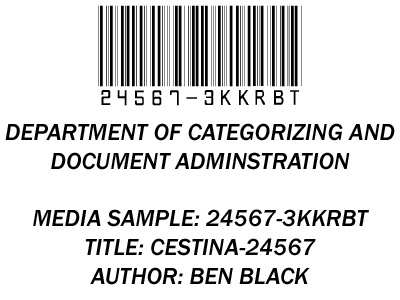 24567-3KKRBT
DEPARTMENT OF CATEGORIZING AND
DOCUMENT ADMINSTRATION
MEDIA SAMPLE: 24567-3KKRBT
TITLE: CESTINA-24567
AUTHOR: BEN BLACK